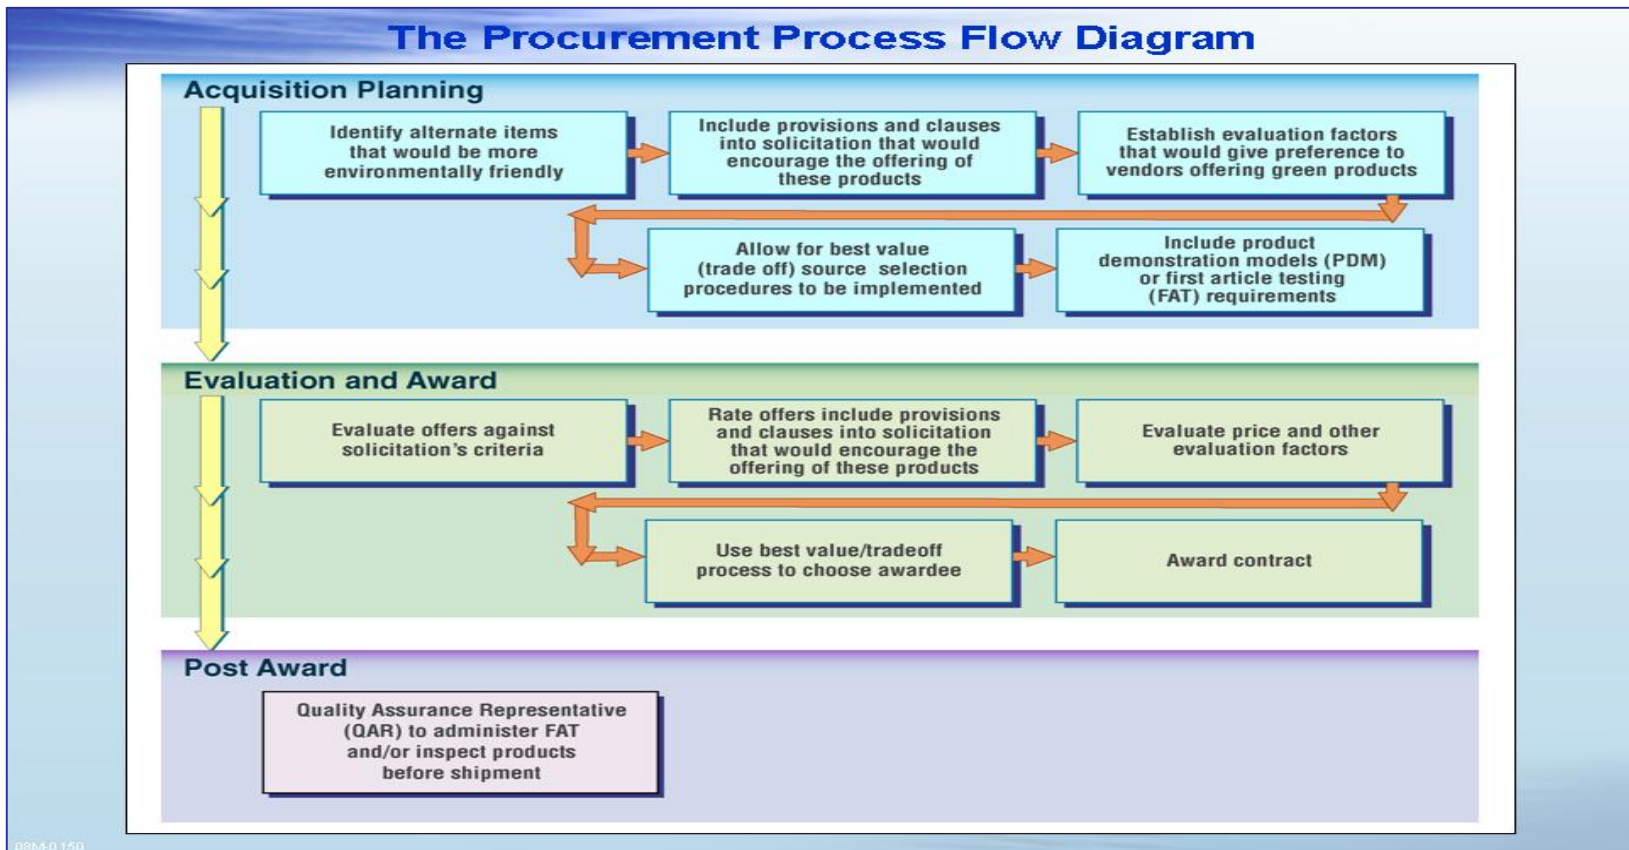 The Procurement Process Flow Diagram
Acquisition Planning
Identify alternate items
that would be more
environmentally friendly
Include provisions and clauses
into solicitation that would
encourage the offering of
these products
Establish evaluation factors
that would give preference to
vendors offering green products
Allow for best value
(trade off) source selection
procedures to be implemented
Include product
demonstration models (PDM)
or first article testing
(FAT) requirements
Evaluation and Award
Evaluate offers against
solicitation's criteria
Rate offers include provisions
and clauses into solicitation
that would encourage the
offering of these products
Evaluate price and other
evaluation factors
Use best value/tradeoff
process to choose awardee
Award contract
Post Award
Quality Assurance Representative
(QAR) to administer FAT
and/or inspect products
before shipment
08M-0150